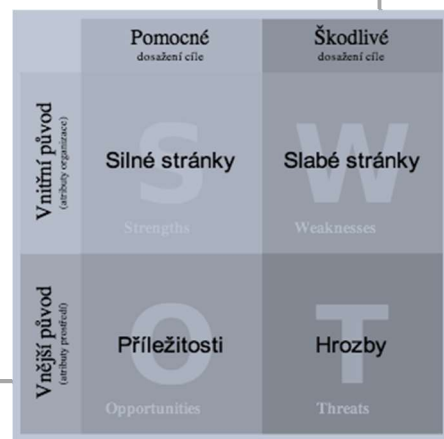 Pomocné
dosažení cíle
Škodlivé
dosažení cíle
Vnitřní původ
(atributy organizace)
S
Silné stránky
Strengths
W
Slabé stránky
Weaknesses
Vnější původ
(atributy prostředí)
O
Příležitosti
Opportunities
T
Hrozby
Threats